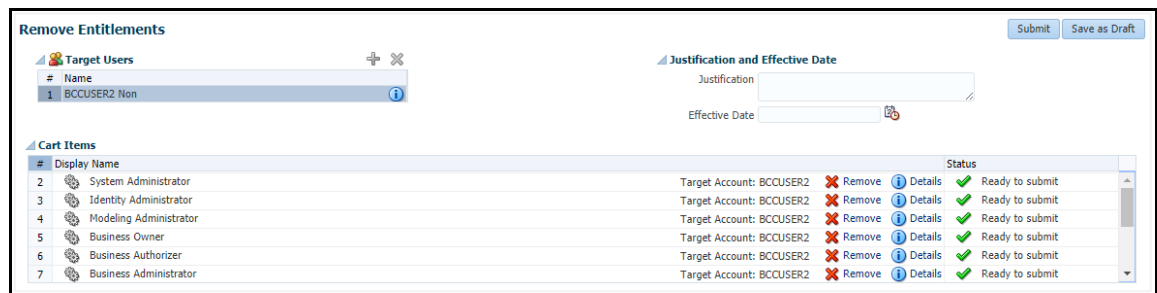 Remove Entitlements
Submit
Save as Draft
Target Users
# Name
1 BCCUSER2 Non
Justification and Effective Date
Justification
Effective Date
Cart Items
# Display Name Status
2 System Administrator Target Account: BCCUSER2 Remove Details Ready to submit
3 Identity Administrator Target Account: BCCUSER2 Remove Details Ready to submit
4 Modeling Administrator Target Account: BCCUSER2 Remove Details Ready to submit
5 Business Owner Target Account: BCCUSER2 Remove Details Ready to submit
6 Business Authorizer Target Account: BCCUSER2 Remove Details Ready to submit
7 Business Administrator Target Account: BCCUSER2 Remove Details Ready to submit